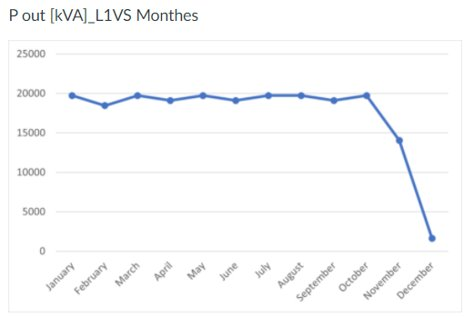 P out [kVA]_L1VS Monthes
25000
20000
15000
10000
5000
0
January
February
March
April
May
June
July
August
September
October
November
December